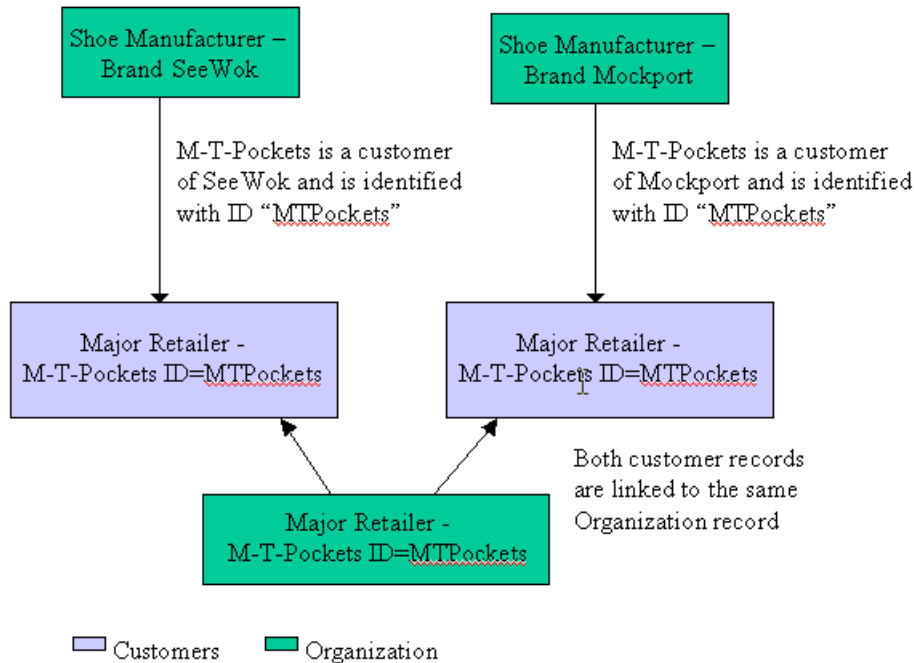 Shoe Manufacturer –
Brand SeeWok
Shoe Manufacturer –
Brand Mockport
M-T-Pockets is a customer
of SeeWok and is identified
with ID “MTPockets”
M-T-Pockets is a customer
of Mockport and is identified
with ID “MTPockets”
Major Retailer -
M-T-Pockets ID=MTPockets
Major Retailer -
M-T-Pockets ID=MTPockets
Both customer records
are linked to the same
Organization record
Major Retailer -
M-T-Pockets ID=MTPockets
Customers
Organization